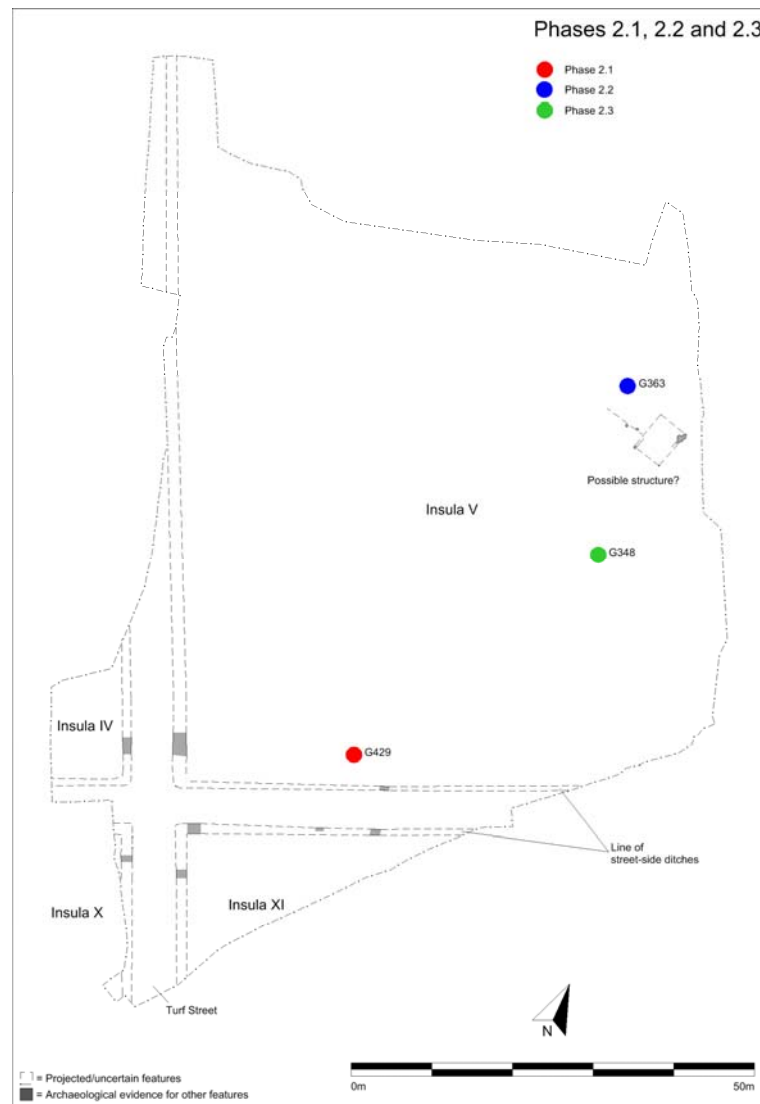 Phases 2.1, 2.2 and 2.3
Phase 2.1
Phase 2.2
Phase 2.3
G363
Possible structure?
Insula V
G348
Insula IV
G429
Line of
street-side ditches
Insula X
Insula XI
Turf Street
N
= Projected/uncertain features
= Archaeological evidence for other features
0m
50m